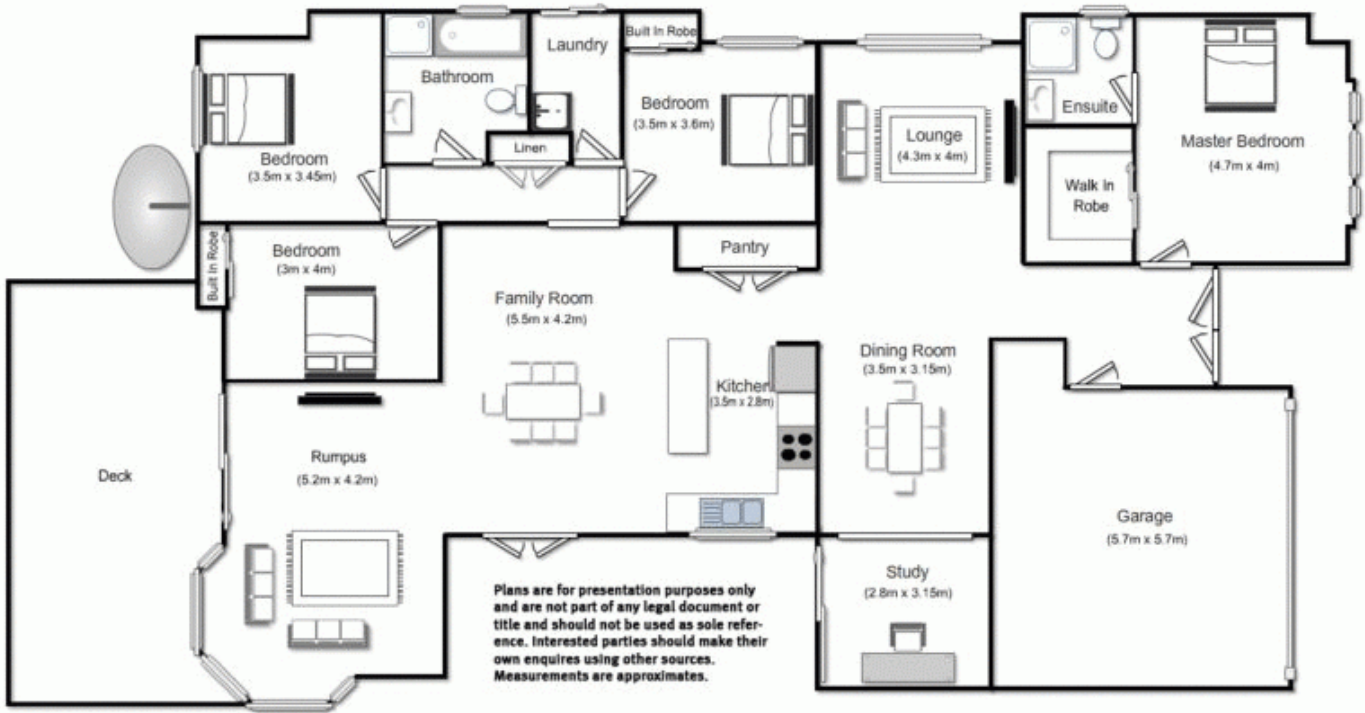 Built In Robe
Laundry
Bathroom
Bedroom
(3.5m x 3.6m)
Lounge
(4.3m x 4m)
Ensuite
Master Bedroom
(4.7m x 4m)
Linen
Bedroom
(3.5m x 3.45m)
Walk In
Robe
Built In Robe
Bedroom
(3m x 4m)
Pantry
Family Room
(5.5m x 4.2m)
Dining Room
(3.5m x 3.15m)
Kitchen
(3.5m x 2.8m)
Deck
Rumpus
(5.2m x 4.2m)
Garage
(5.7m x 5.7m)
Study
(2.8m x 3.15m)
Plans are for presentation purposes only
and are not part of any legal document or
title and should not be used as sole refer-
ence. Interested parties should make their
own enquires using other sources.
Measurements are approximates.